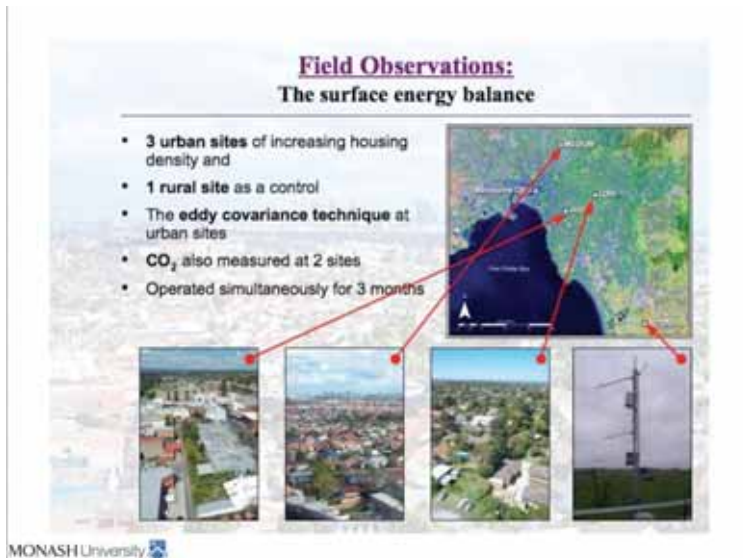 Field Observations:
The surface energy balance
• 3 urban sites of increasing housing
density and
• 1 rural site as a control
• The eddy covariance technique at
urban sites
• CO₂ also measured at 2 sites
• Operated simultaneously for 3 months
MONASH University